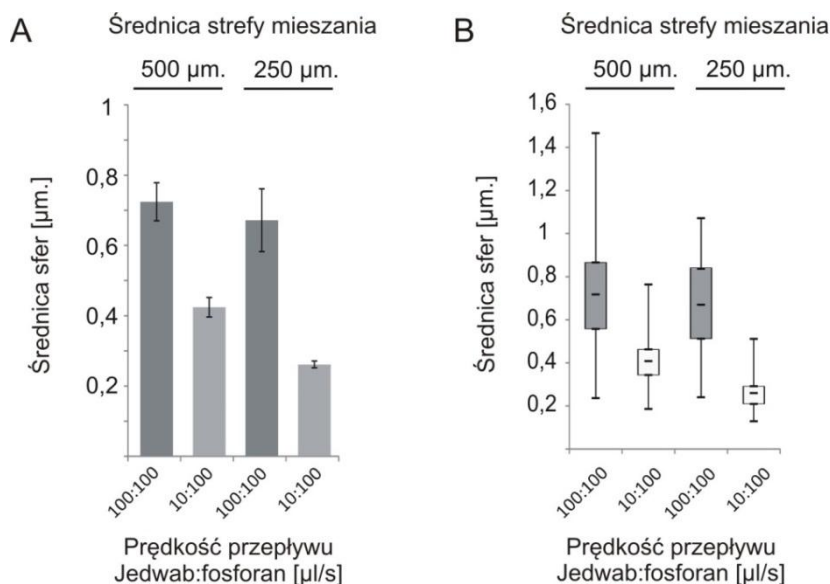 A
Średnica strefy mieszania
500 µm.
250 µm.
1
0,8
0,6
0,4
0,2
Średnica sfer [µm.]
100:100
10:100
100:100
10:100
Prędkość przepływu
Jedwab:fosforan [µl/s]
B
Średnica strefy mieszania
500 µm.
250 µm.
1,6
1,4
1,2
1
0,8
0,6
0,4
0,2
Średnica sfer [µm.]
100:100
10:100
100:100
10:100
Prędkość przepływu
Jedwab:fosforan [µl/s]